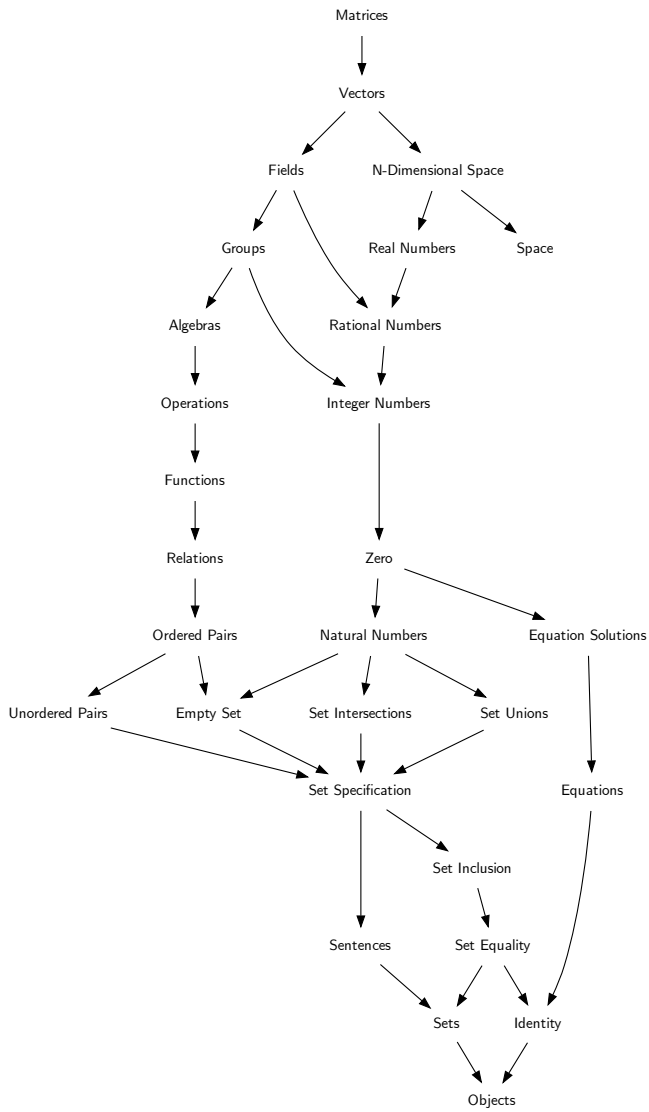 Matrices
Vectors
Fields
N-Dimensional Space
Groups
Real Numbers
Space
Algebras
Rational Numbers
Operations
Integer Numbers
Functions
Relations
Zero
Ordered Pairs
Natural Numbers
Equation Solutions
Unordered Pairs
Empty Set
Set Intersections
Set Unions
Set Specification
Equations
Set Inclusion
Sentences
Set Equality
Sets
Identity
Objects